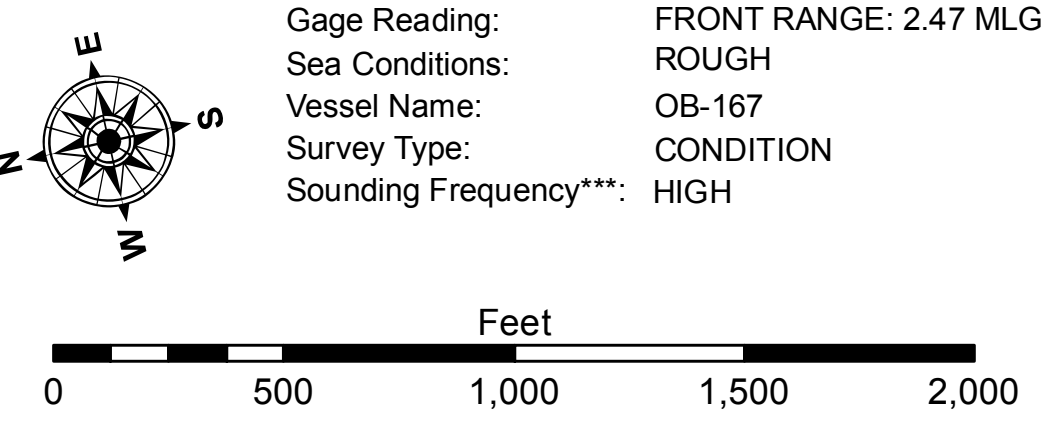 Gage Reading: FRONT RANGE: 2.47 MLG
Sea Conditions: ROUGH
Vessel Name: OB-167
Survey Type: CONDITION
Sounding Frequency***: HIGH
E
S
N
W
Feet
0 500 1,000 1,500 2,000